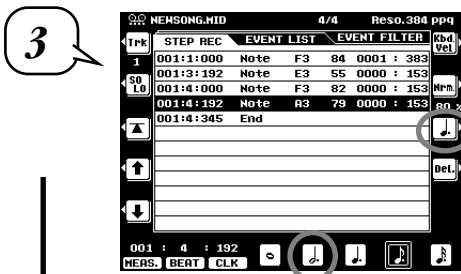 3
NEWSONG.MID 4/4 Reso.384 ppq
Trk STEP REC EVENT LIST EVENT FILTER Kbd. Vel
1
001:1:000 Note F3 84 0001 : 383
001:3:192 Note E3 55 0000 : 153
SO LO
001:4:000 Note F3 82 0000 : 153 Nrm.
001:4:192 Note A3 79 0000 : 153 80 %
001:4:345 End
Del.
001 : 4 : 192
MEAS. BEAT CLK